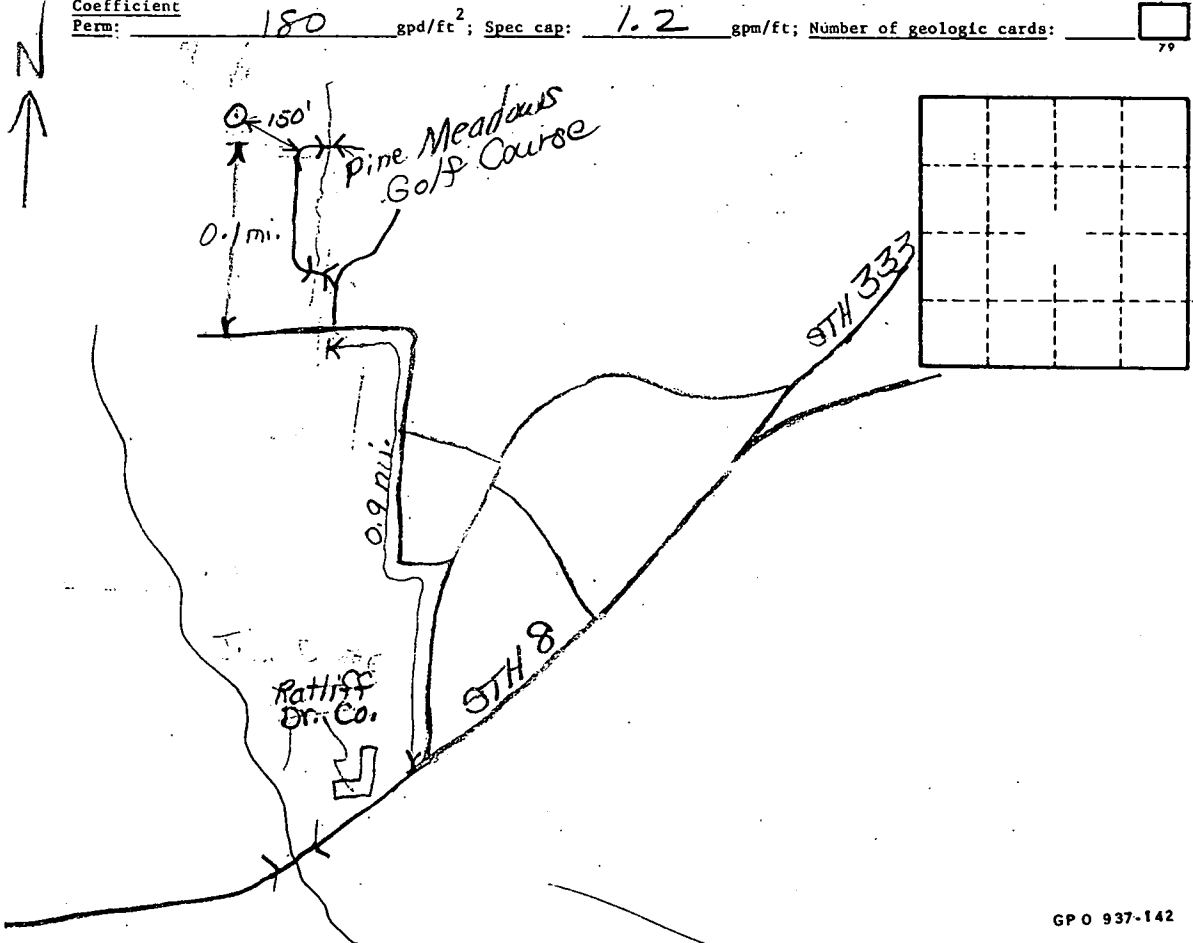 Coefficient
Perm: 180 gpd/ft²; Spec cap: 1.2 gpm/ft; Number of geologic cards:
79
N
150'
Pine Meadows
Golf Course
0.1 mi.
STH 333
0.9 mi.
STH 8
Ratliff
Dr. Co.
GPO 937-142